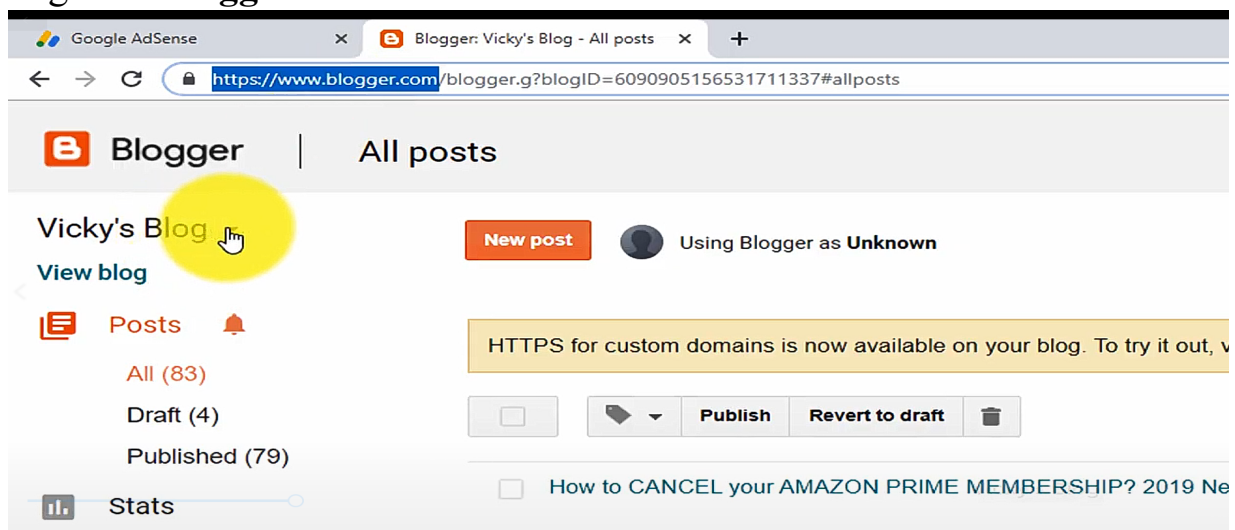 Google AdSense
Blogger: Vicky's Blog - All posts
https://www.blogger.com/blogger.g?blogID=6090905156531711337#allposts
Blogger
All posts
Vicky's Blog
New post
Using Blogger as Unknown
View blog
Posts
HTTPS for custom domains is now available on your blog. To try it out,
All (83)
Draft (4)
Publish
Revert to draft
Published (79)
How to CANCEL your AMAZON PRIME MEMBERSHIP? 2019 Ne
Stats